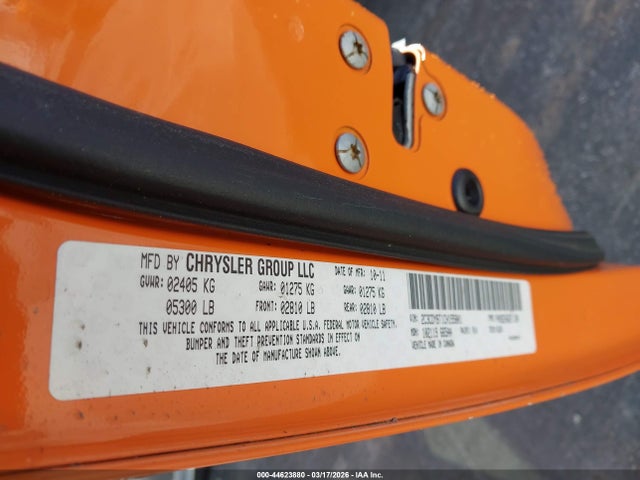 MFD BY CHRYSLER GROUP LLC DATE OF MFR: 10-11
GVWR: 02405 KG GAWR: 01275 KG GAWR: 01275 KG
05300 LB FRONT: 02810 LB REAR: 02810 LB
THIS VEHICLE CONFORMS TO ALL APPLICABLE U.S.A. FEDERAL MOTOR VEHICLE SAFETY,
BUMPER AND THEFT PREVENTION STANDARDS IN EFFECT ON
THE DATE OF MANUFACTURE SHOWN ABOVE.
VIN:
MDH:
VEHICLE MADE IN CANADA
000-44623880 | 03/17/2026 | IAA Inc.